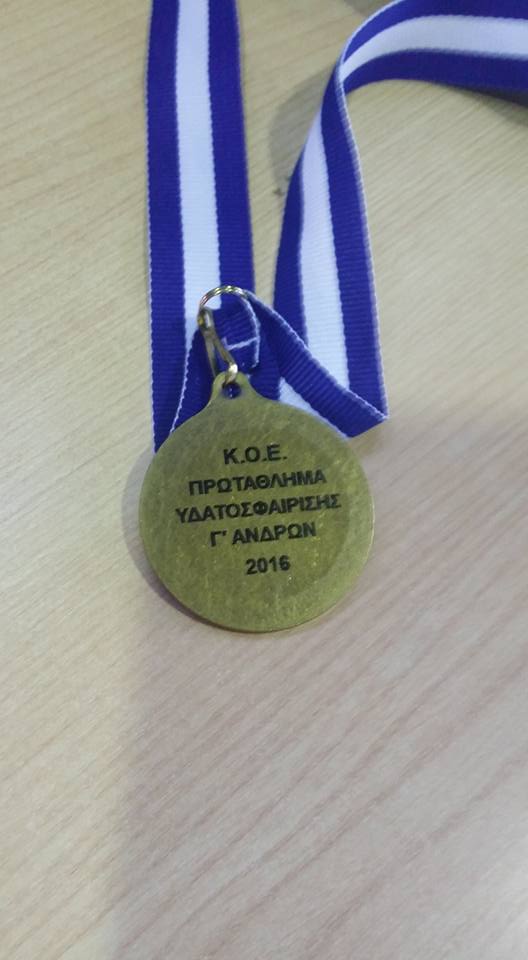 Κ.Ο.Ε.
ΠΡΩΤΑΘΛΗΜΑ
ΥΔΑΤΟΣΦΑΙΡΙΣΗΣ
Γ' ΑΝΔΡΩΝ
2016